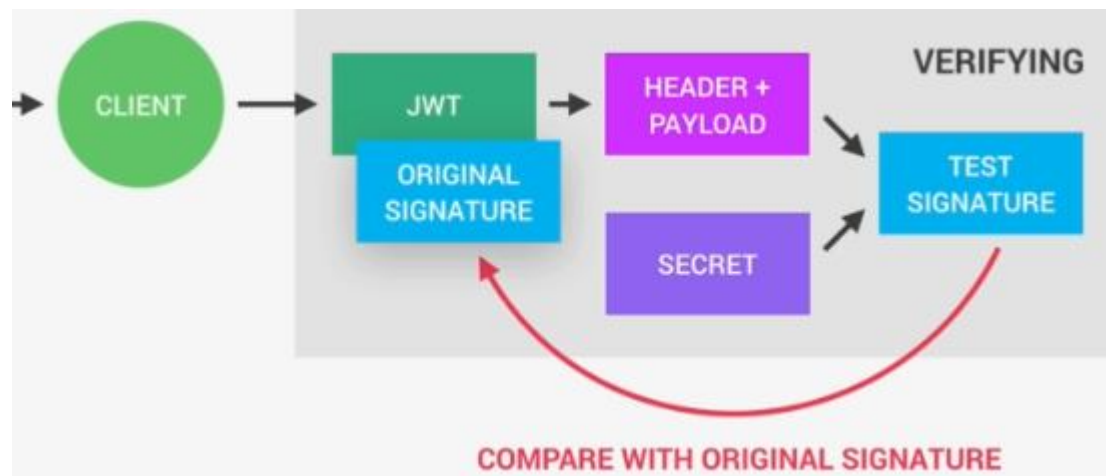 CLIENT
JWT
ORIGINAL
SIGNATURE
HEADER +
PAYLOAD
SECRET
VERIFYING
TEST
SIGNATURE
COMPARE WITH ORIGINAL SIGNATURE